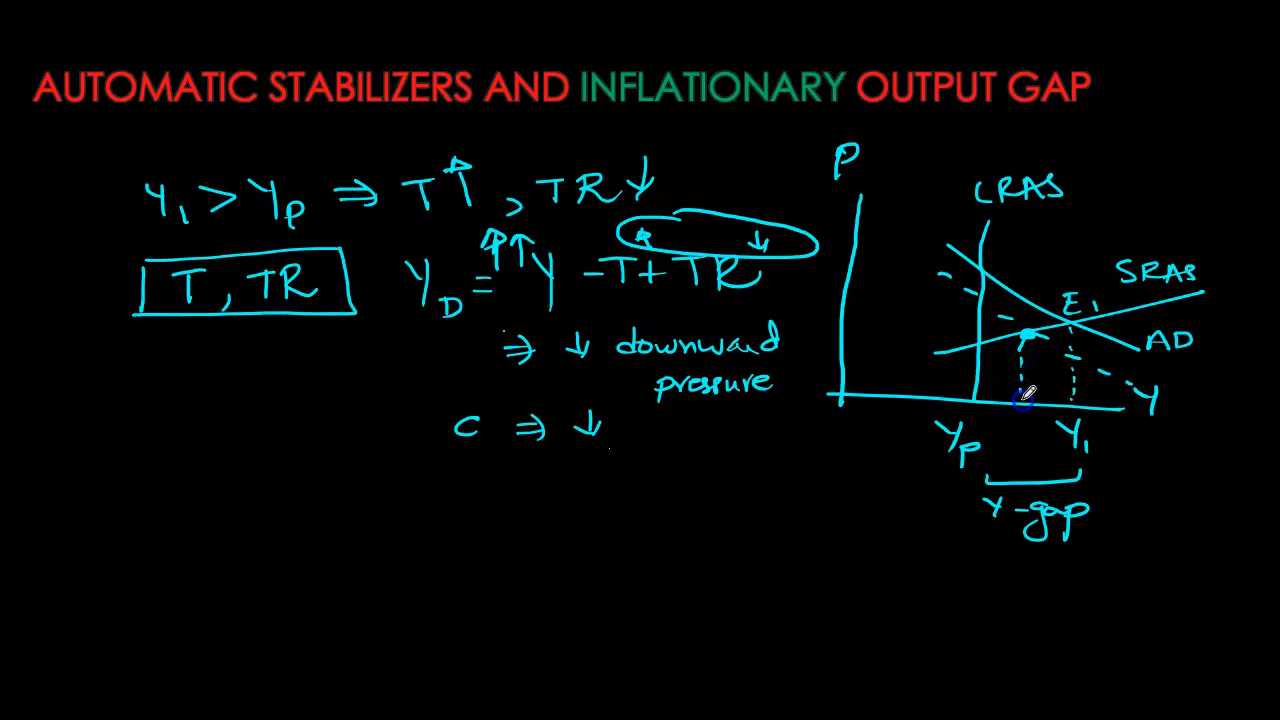 AUTOMATIC STABILIZERS AND INFLATIONARY OUTPUT GAP
Y₁ > Yp ⇒ T↑, TR↓
T, TR
Y_D = ↑↑Y - T↑ + TR↓
⇒ ↓ downward
pressure
C ⇒ ↓
P
LRAS
SRAS
E₁
AD
Y
Yp
Y₁
Y-gap